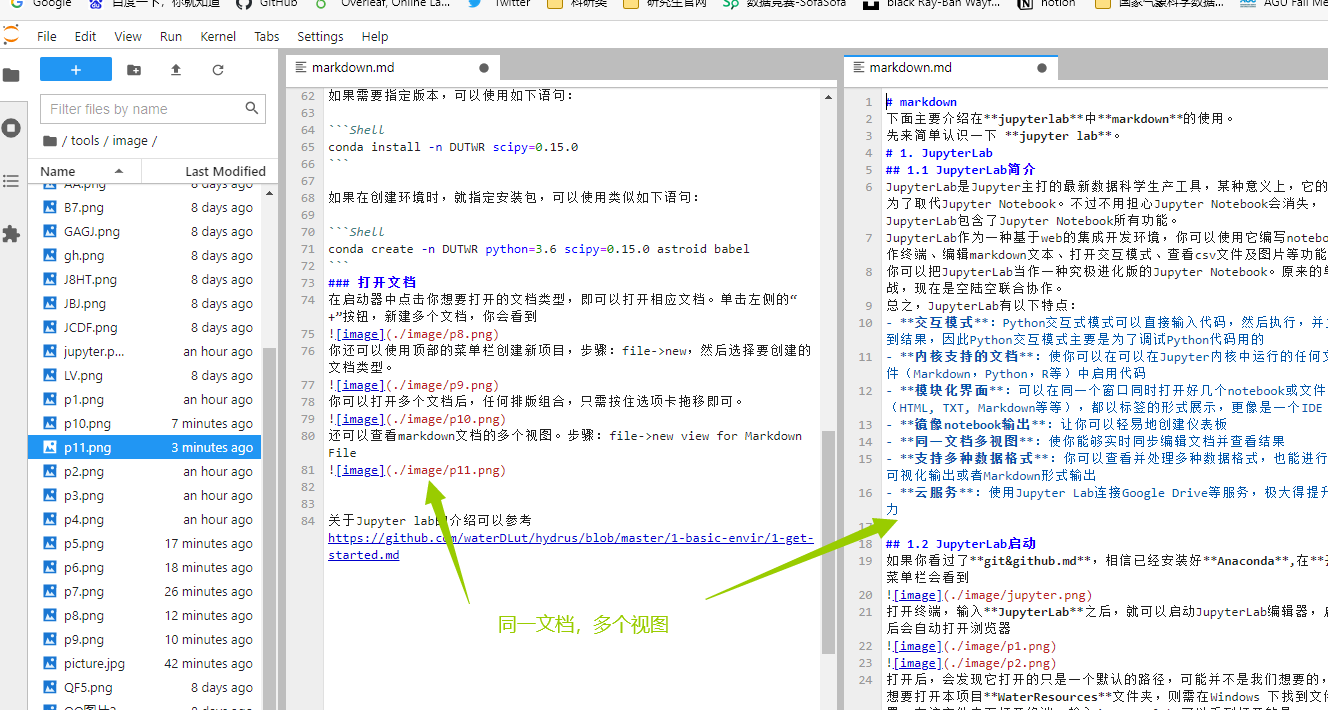 Google 百度一下，你就知道 GitHub Overleaf, Online La... Twitter 科研类 研究生官网 数据竞赛-SofaSofa black Ray-Ban Wayf... notion 国家气象科学数据... AGU Fall Me
File Edit View Run Kernel Tabs Settings Help
+
Filter files by name
/ tools / image /
Name Last Modified
AA.png 8 days ago
B7.png 8 days ago
GAGJ.png 8 days ago
gh.png 8 days ago
J8HT.png 8 days ago
JBJ.png 8 days ago
JCDF.png 8 days ago
jupyter.p... an hour ago
LV.png 8 days ago
p1.png an hour ago
p10.png 7 minutes ago
p11.png 3 minutes ago
p2.png an hour ago
p3.png an hour ago
p4.png an hour ago
p5.png 17 minutes ago
p6.png 18 minutes ago
p7.png 26 minutes ago
p8.png 12 minutes ago
p9.png 10 minutes ago
picture.jpg 42 minutes ago
QF5.png 8 days ago
markdown.md
62 如果需要指定版本，可以使用如下语句：
63
64 ```Shell
65 conda install -n DUTWR scipy=0.15.0
66 ```
67
68 如果在创建环境时，就指定安装包，可以使用类似如下语句：
69
70 ```Shell
71 conda create -n DUTWR python=3.6 scipy=0.15.0 astroid babel
72 ```
73 ### 打开文档
74 在启动器中点击你想要打开的文档类型，即可以打开相应文档。单击左侧的“
+”按钮，新建多个文档，你会看到
75 ![image](./image/p8.png)
76 你还可以使用顶部的菜单栏创建新项目，步骤：file->new，然后选择要创建的
文档类型。
77 ![image](./image/p9.png)
78 你可以打开多个文档后，任何排版组合，只需按住选项卡拖移即可。
79 ![image](./image/p10.png)
80 还可以查看markdown文档的多个视图。步骤：file->new view for Markdown
File
81 ![image](./image/p11.png)
82
83
84 关于Jupyter lab的介绍可以参考
https://github.com/waterDLut/hydrus/blob/master/1-basic-envir/1-get-
started.md
同一文档，多个视图
markdown.md
1 # markdown
2 下面主要介绍在**jupyterlab**中**markdown**的使用。
3 先来简单认识一下 **jupyter lab**。
4 # 1. JupyterLab
5 ## 1.1 JupyterLab简介
6 JupyterLab是Jupyter主打的最新数据科学生产工具，某种意义上，它的
为了取代Jupyter Notebook。不过不用担心Jupyter Notebook会消失，
JupyterLab包含了Jupyter Notebook所有功能。
7 JupyterLab作为一种基于web的集成开发环境，你可以使用它编写notebo
作终端、编辑markdown文本、打开交互模式、查看csv文件及图片等功能
8 你可以把JupyterLab当作一种究极进化版的Jupyter Notebook。原来的单
战，现在是空陆空联合协作。
9 总之，JupyterLab有以下特点：
10 - **交互模式**：Python交互式模式可以直接输入代码，然后执行，并立
到结果，因此Python交互模式主要是为了调试Python代码用的
11 - **内核支持的文档**：使你可以在可以在Jupyter内核中运行的任何文
件（Markdown，Python，R等）中启用代码
12 - **模块化界面**：可以在同一个窗口同时打开好几个notebook或文件
（HTML, TXT, Markdown等等），都以标签的形式展示，更像是一个IDE
13 - **镜像notebook输出**：让你可以轻易地创建仪表板
14 - **同一文档多视图**：使你能够实时同步编辑文档并查看结果
15 - **支持多种数据格式**：你可以查看并处理多种数据格式，也能进行
可视化输出或者Markdown形式输出
16 - **云服务**：使用Jupyter Lab连接Google Drive等服务，极大得提升
力
17
18 ## 1.2 JupyterLab启动
19 如果你看过了**git&github.md**，相信已经安装好**Anaconda**,在**
菜单栏会看到
20 ![image](./image/jupyter.png)
21 打开终端，输入**JupyterLab**之后，就可以启动JupyterLab编辑器，启
后会自动打开浏览器
22 ![image](./image/p1.png)
23 ![image](./image/p2.png)
24 打开后，会发现它打开的只是一个默认的路径，可能并不是我们想要的，
想要打开本项目**WaterResources**文件夹，则需在Windows 下找到文件